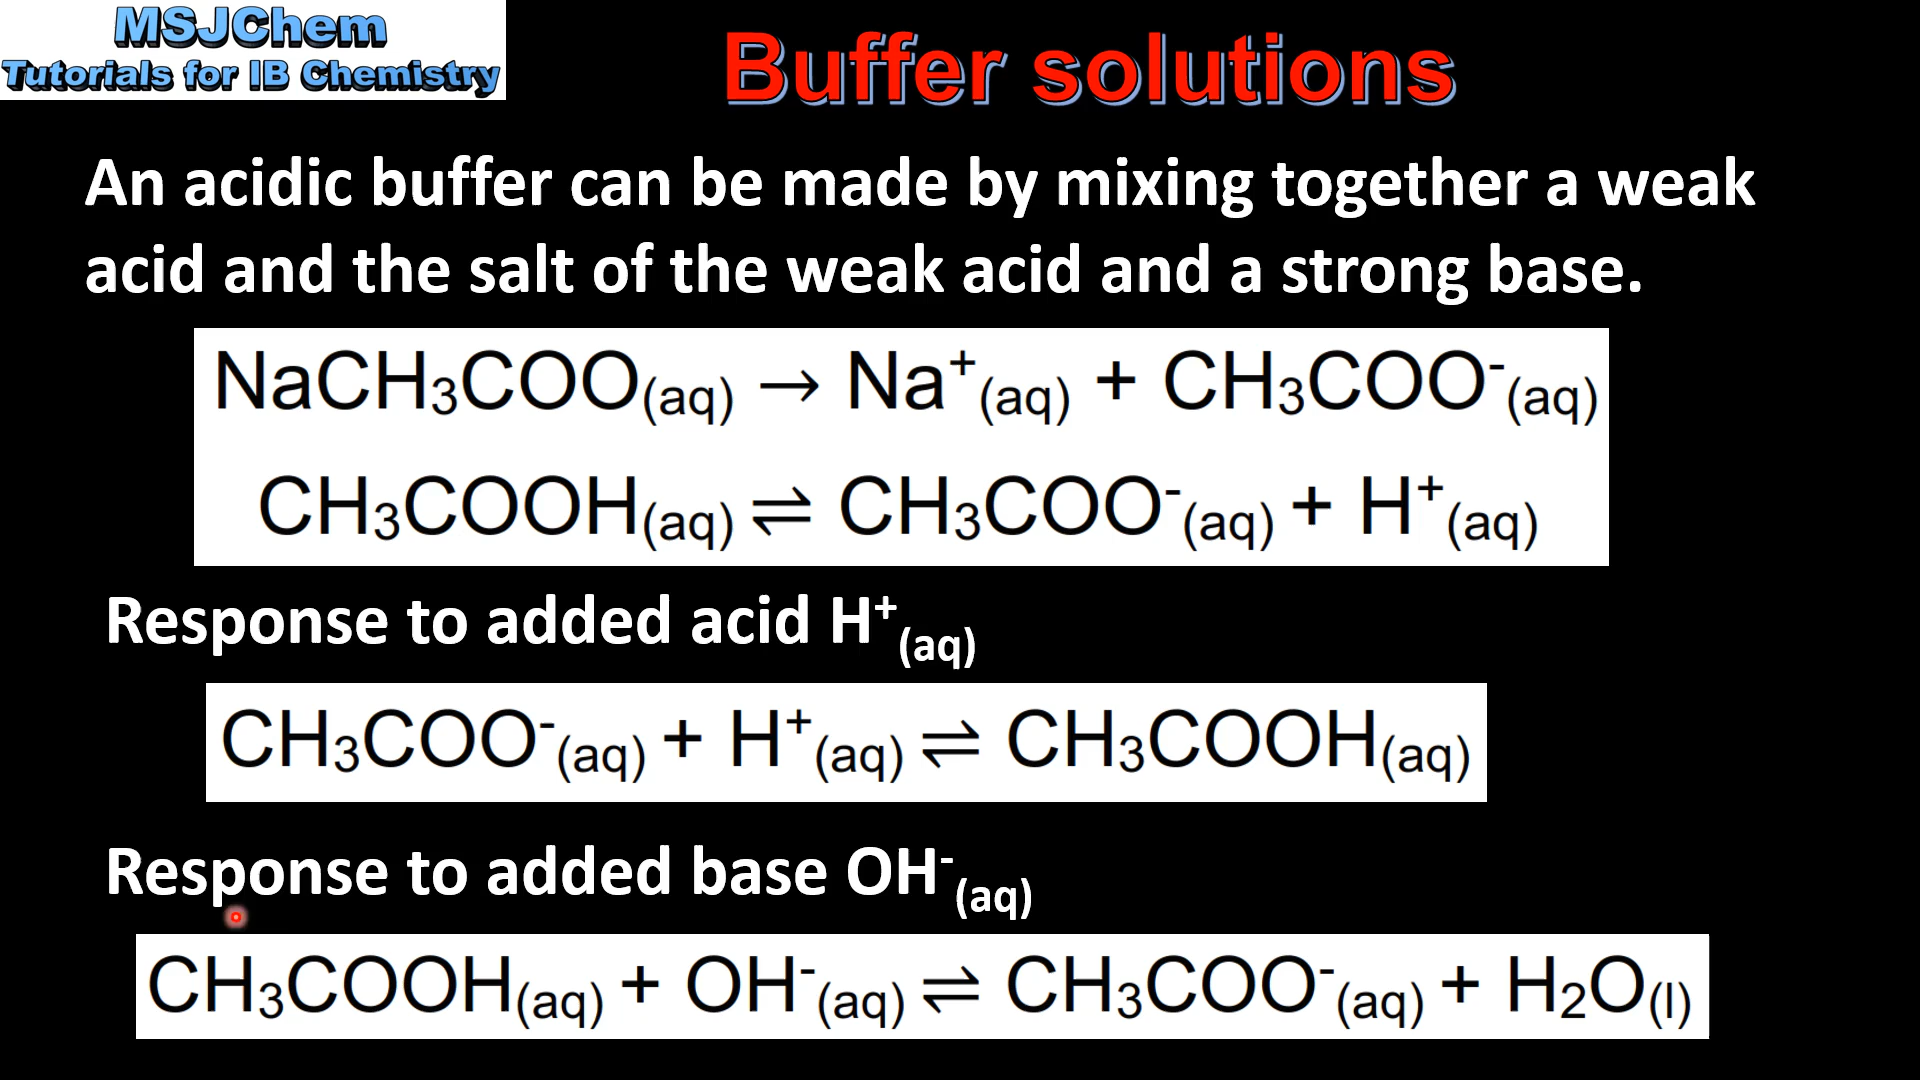 MSJChem
Tutorials for IB Chemistry
Buffer solutions
An acidic buffer can be made by mixing together a weak
acid and the salt of the weak acid and a strong base.
NaCH₃COO₍aq₎ → Na⁺₍aq₎ + CH₃COO⁻₍aq₎
CH₃COOH₍aq₎ ⇌ CH₃COO⁻₍aq₎ + H⁺₍aq₎
Response to added acid H⁺₍aq₎
CH₃COO⁻₍aq₎ + H⁺₍aq₎ ⇌ CH₃COOH₍aq₎
Response to added base OH⁻₍aq₎
CH₃COOH₍aq₎ + OH⁻₍aq₎ ⇌ CH₃COO⁻₍aq₎ + H₂O₍l₎